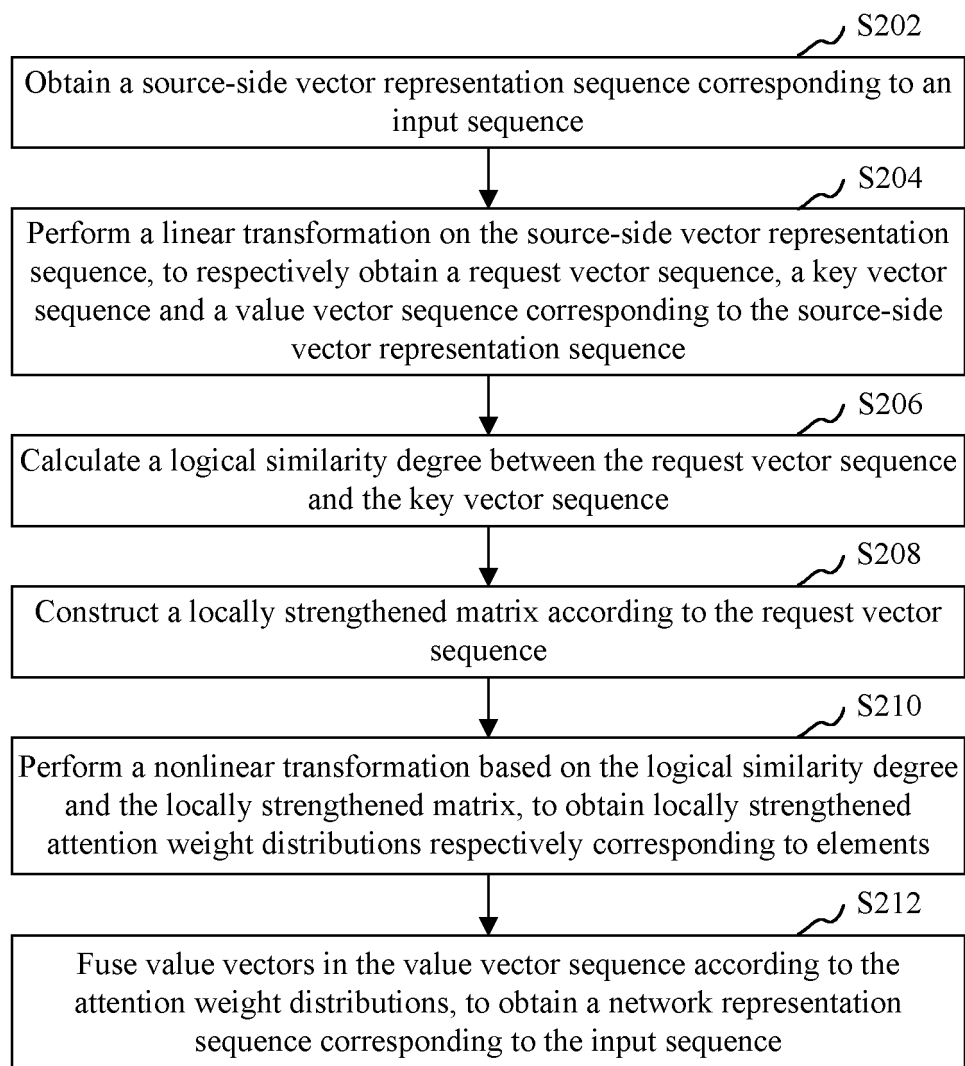 S202
Obtain a source-side vector representation sequence corresponding to an
input sequence
S204
Perform a linear transformation on the source-side vector representation
sequence, to respectively obtain a request vector sequence, a key vector
sequence and a value vector sequence corresponding to the source-side
vector representation sequence
S206
Calculate a logical similarity degree between the request vector sequence
and the key vector sequence
S208
Construct a locally strengthened matrix according to the request vector
sequence
S210
Perform a nonlinear transformation based on the logical similarity degree
and the locally strengthened matrix, to obtain locally strengthened
attention weight distributions respectively corresponding to elements
S212
Fuse value vectors in the value vector sequence according to the
attention weight distributions, to obtain a network representation
sequence corresponding to the input sequence